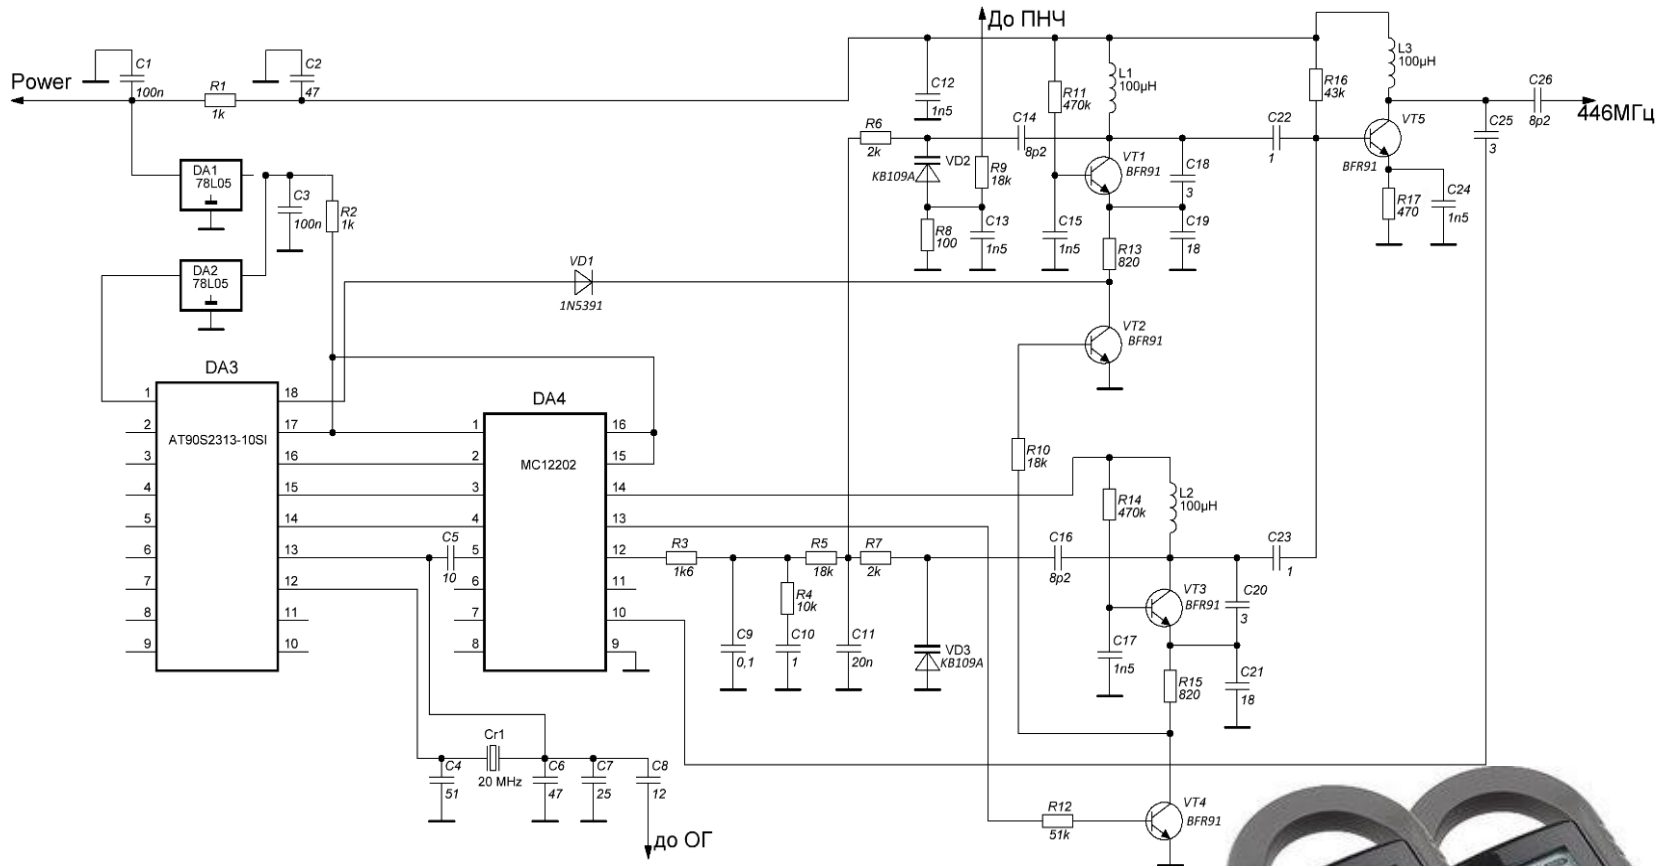 До ПНЧ
Power
C1
100n
R1
1k
C2
47
C12
1n5
R11
470k
L1
100µH
R16
43k
L3
100µH
C26
8p2
446МГц
R6
2k
C14
8p2
C22
1
VT5
BFR91
C25
3
DA1
78L05
C3
100n
R2
1k
VD2
KB109A
R9
18k
VT1
BFR91
C18
3
R17
470
C24
1n5
R8
100
C13
1n5
C15
1n5
R13
820
C19
18
DA2
78L05
VD1
1N5391
VT2
BFR91
DA3
AT90S2313-10SI
1
2
3
4
5
6
7
8
9
18
17
16
15
14
13
12
11
10
DA4
MC12202
1
2
3
4
5
6
7
8
16
15
14
13
12
11
10
9
R10
18k
R14
470k
L2
100µH
C5
10
R3
1k6
R5
18k
R7
2k
C16
8p2
C23
1
R4
10k
VT3
BFR91
C20
3
C9
0,1
C10
1
C11
20n
VD3
KB109A
C17
1n5
R15
820
C21
18
Cr1
20 MHz
C4
51
C6
47
C7
25
C8
12
R12
51k
VT4
BFR91
до ОГ